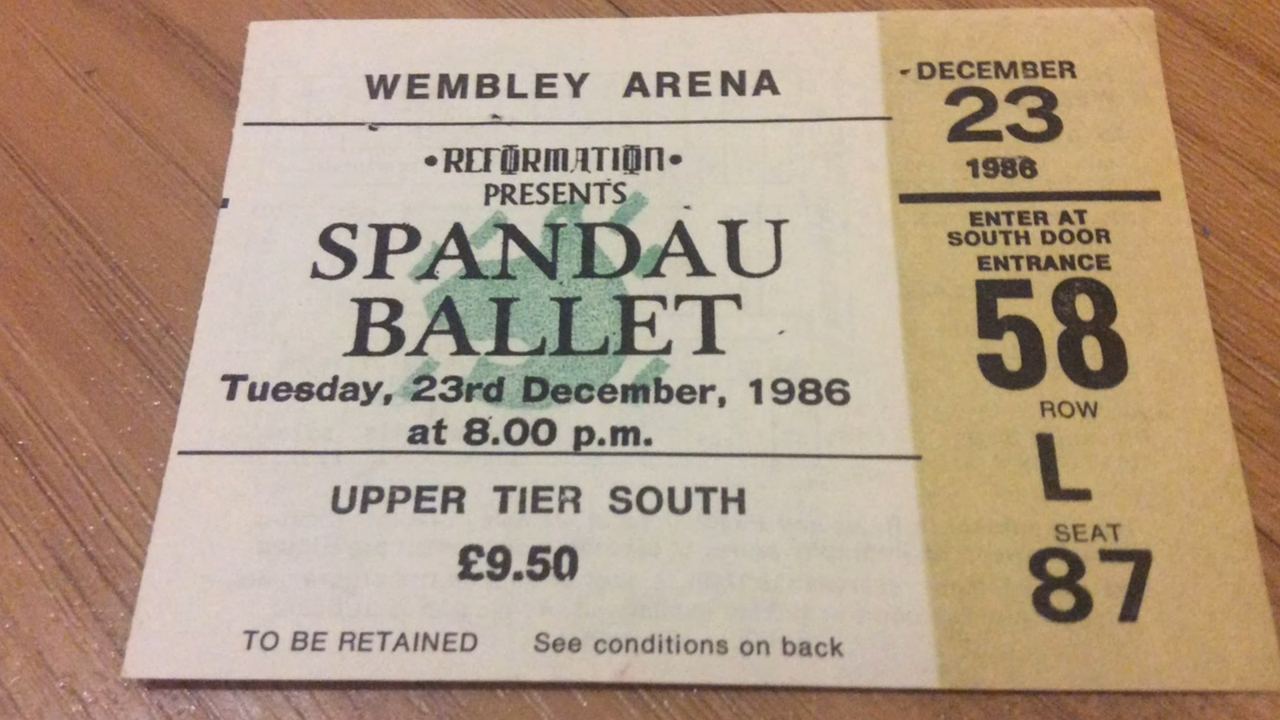 WEMBLEY ARENA
•REFORMATION•
PRESENTS
SPANDAU
BALLET
Tuesday, 23rd December, 1986
at 8.00 p.m.
UPPER TIER SOUTH
£9.50
TO BE RETAINED See conditions on back
DECEMBER
23
1986
ENTER AT
SOUTH DOOR
ENTRANCE
58
ROW
L
SEAT
87